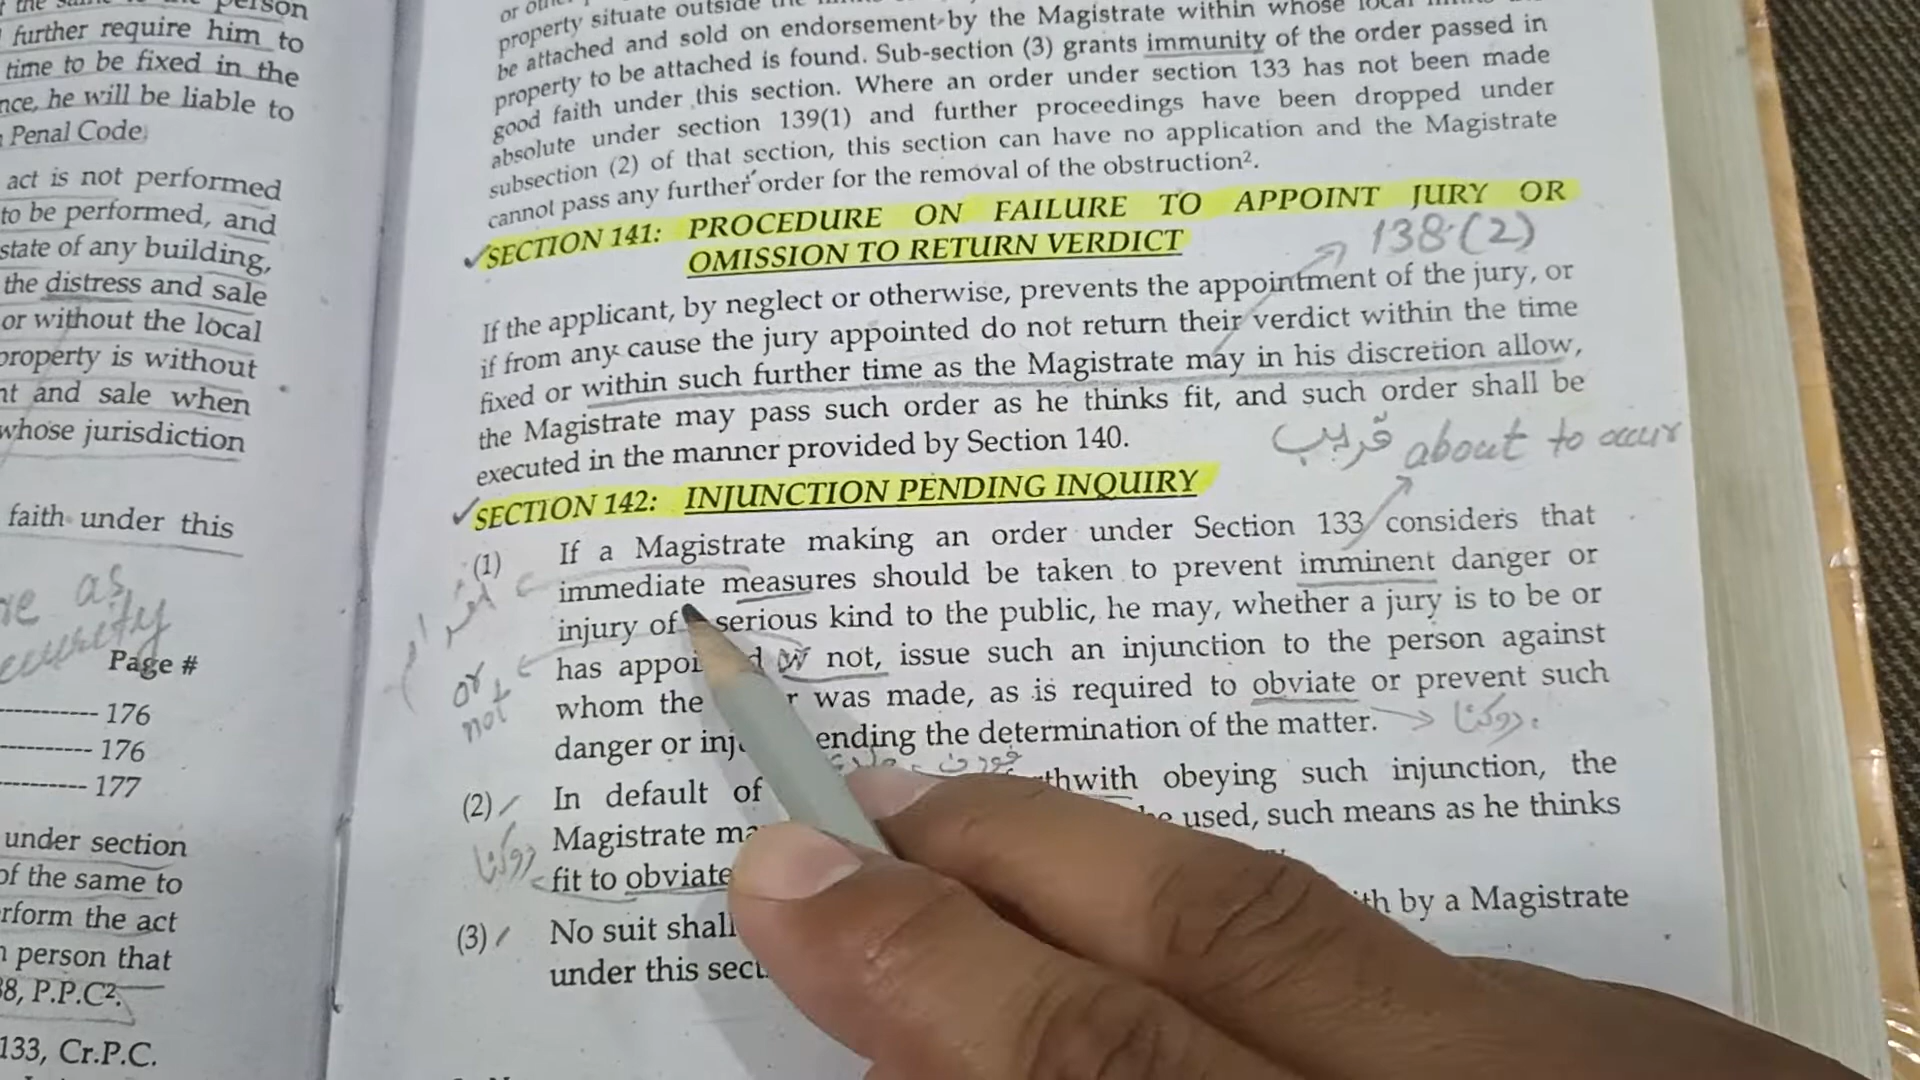 person
further require him to
time to be fixed in the
he will be liable to
Penal Code
act is not performed
to be performed, and
state of any building,
the distress and sale
or without the local
property is without
and sale when
whose jurisdiction
faith under this
as
Page #
---------- 176
---------- 176
-------- 177
under section
of the same to
perform the act
person that
P.P.C².
133, Cr.P.C.
property situate outside
be attached and sold on endorsement by the Magistrate within whose local
property to be attached is found. Sub-section (3) grants immunity of the order passed in
good faith under this section. Where an order under section 133 has not been made
absolute under section 139(1) and further proceedings have been dropped under
subsection (2) of that section, this section can have no application and the Magistrate
cannot pass any further order for the removal of the obstruction².
SECTION 141: PROCEDURE ON FAILURE TO APPOINT JURY OR
OMISSION TO RETURN VERDICT
138(2)
If the applicant, by neglect or otherwise, prevents the appointment of the jury, or
if from any cause the jury appointed do not return their verdict within the time
fixed or within such further time as the Magistrate may in his discretion allow,
the Magistrate may pass such order as he thinks fit, and such order shall be
executed in the manner provided by Section 140.
قریب about to occur
SECTION 142: INJUNCTION PENDING INQUIRY
(1) If a Magistrate making an order under Section 133 considers that
immediate measures should be taken to prevent imminent danger or
injury of serious kind to the public, he may, whether a jury is to be or
has or not, issue such an injunction to the person against
or not
whom the was made, as is required to obviate or prevent such
danger or the determination of the matter.
روکنا
(2) In default of obeying such injunction, the
Magistrate used, such means as he thinks
روکنا
fit to obviate
(3) No suit shall by a Magistrate
under this